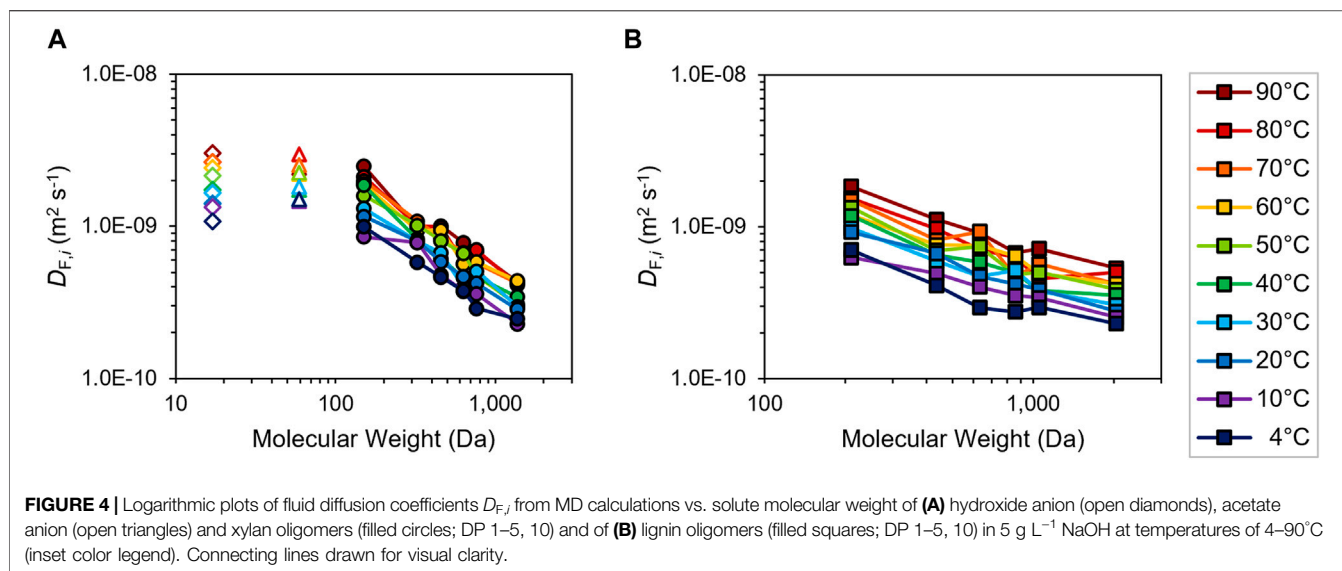 A
B
1.0E-08
1.0E-09
1.0E-10
D_F,i (m² s⁻¹)
10
100
1,000
Molecular Weight (Da)
1.0E-08
1.0E-09
1.0E-10
D_F,i (m² s⁻¹)
100
1,000
Molecular Weight (Da)
90°C
80°C
70°C
60°C
50°C
40°C
30°C
20°C
10°C
4°C
FIGURE 4 | Logarithmic plots of fluid diffusion coefficients D_F,i from MD calculations vs. solute molecular weight of (A) hydroxide anion (open diamonds), acetate
anion (open triangles) and xylan oligomers (filled circles; DP 1–5, 10) and of (B) lignin oligomers (filled squares; DP 1–5, 10) in 5 g L⁻¹ NaOH at temperatures of 4–90°C
(inset color legend). Connecting lines drawn for visual clarity.